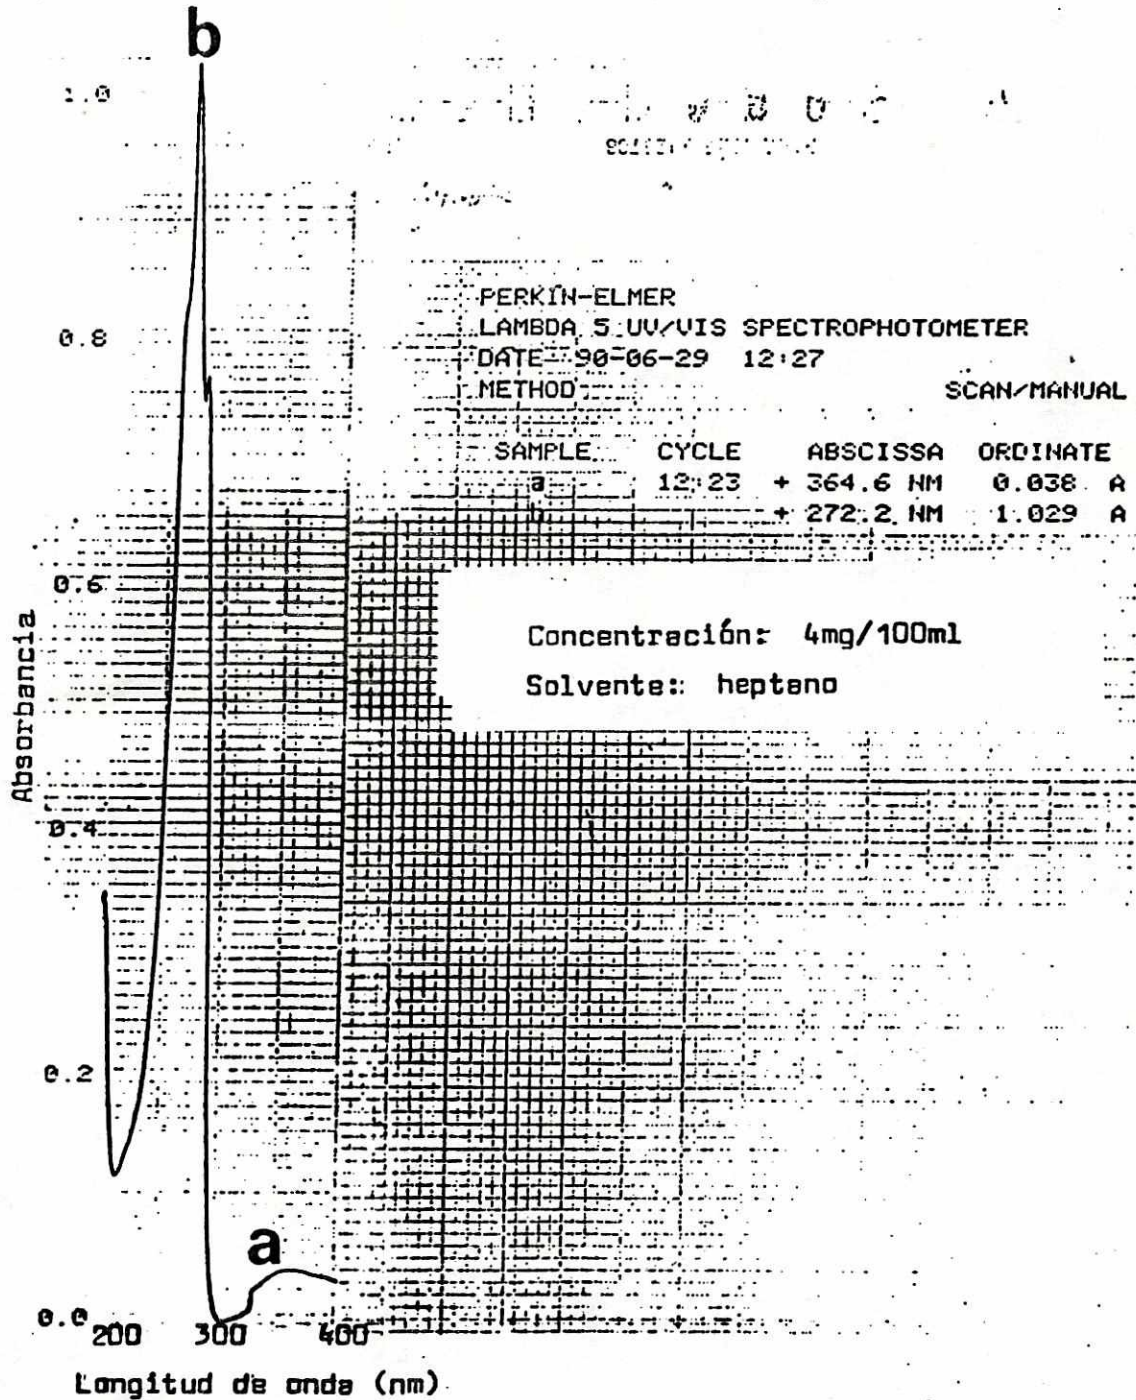 b
1.0
PERKIN-ELMER
LAMBDA 5 UV/VIS SPECTROPHOTOMETER
DATE 90-06-29 12:27
METHOD SCAN/MANUAL
0.8
SAMPLE CYCLE ABSCISSA ORDINATE
a 12:23 + 364.6 NM 0.038 A
b + 272.2 NM 1.029 A
0.6
Concentración: 4mg/100ml
Solvente: heptano
Absorbancia
0.4
0.2
a
0.0
200 300 400
Longitud de onda (nm)